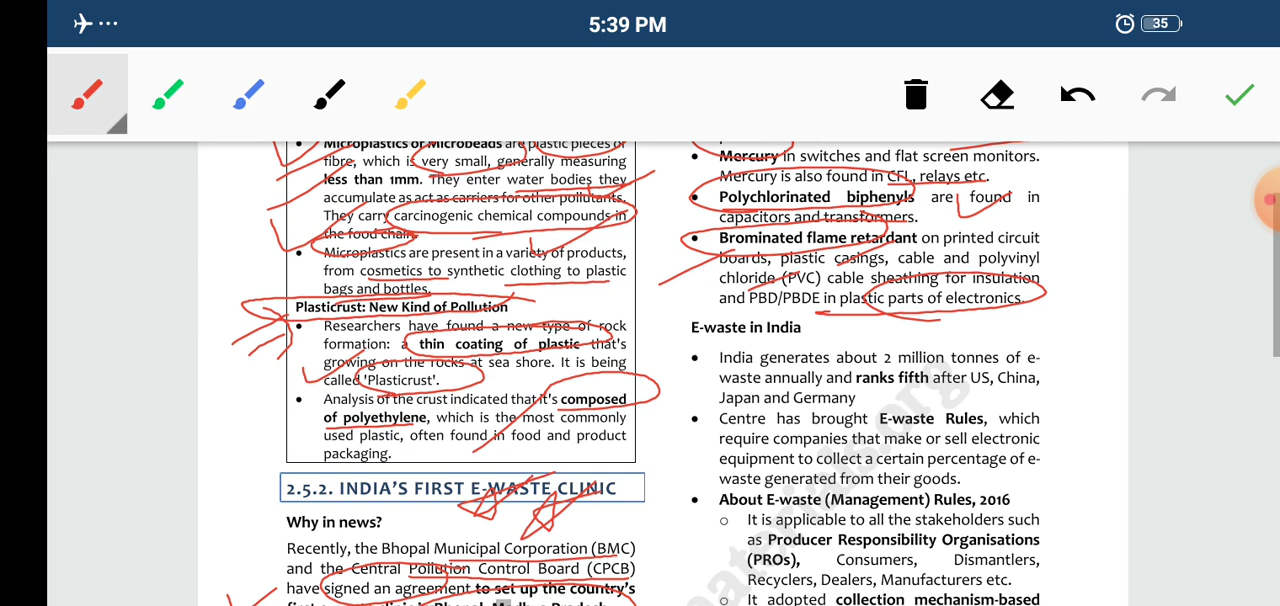 5:39 PM
35
• Microplastics or Microbeads are plastic pieces or
fibre, which is very small, generally measuring
less than 1mm. They enter water bodies they
accumulate as act as carriers for other pollutants.
They carry carcinogenic chemical compounds in
the food chain.
• Microplastics are present in a variety of products,
from cosmetics to synthetic clothing to plastic
bags and bottles.
Plasticrust: New Kind of Pollution
• Researchers have found a new type of rock
formation: a thin coating of plastic that's
growing on the rocks at sea shore. It is being
called 'Plasticrust'.
• Analysis of the crust indicated that it's composed
of polyethylene, which is the most commonly
used plastic, often found in food and product
packaging.
2.5.2. INDIA'S FIRST E-WASTE CLINIC
Why in news?
Recently, the Bhopal Municipal Corporation (BMC)
and the Central Pollution Control Board (CPCB)
have signed an agreement to set up the country's
Bhopal, Madhya Pradesh
• Mercury in switches and flat screen monitors.
Mercury is also found in CFL, relays etc.
• Polychlorinated biphenyls are found in
capacitors and transformers.
• Brominated flame retardant on printed circuit
boards, plastic casings, cable and polyvinyl
chloride (PVC) cable sheathing for insulation
and PBD/PBDE in plastic parts of electronics.
E-waste in India
• India generates about 2 million tonnes of e-
waste annually and ranks fifth after US, China,
Japan and Germany
• Centre has brought E-waste Rules, which
require companies that make or sell electronic
equipment to collect a certain percentage of e-
waste generated from their goods.
• About E-waste (Management) Rules, 2016
o It is applicable to all the stakeholders such
as Producer Responsibility Organisations
(PROs), Consumers, Dismantlers,
Recyclers, Dealers, Manufacturers etc.
o It adopted collection mechanism-based
materials.org